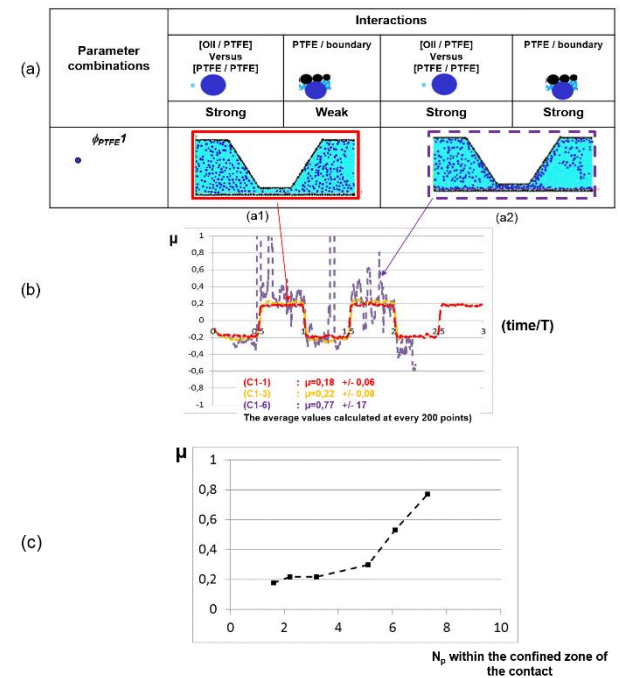 (a)
Parameter
combinations
Interactions
[Oil / PTFE]
Versus
[PTFE / PTFE]
PTFE / boundary
[Oil / PTFE]
Versus
[PTFE / PTFE]
PTFE / boundary
Strong
Weak
Strong
Strong
ϕPTFE1
(a1)
(a2)
(b)
μ
1
0,8
0,6
0,4
0,2
0
-0,2
-0,4
-0,6
-0,8
-1
0 0,5 1 1,5 2 2,5 3
(time/T)
(C1-1) : μ=0,18 +/- 0,06
(C1-3) : μ=0,22 +/- 0,08
(C1-6) : μ=0,77 +/- 17
The average values calculated at every 200 points)
(c)
μ
1
0,8
0,6
0,4
0,2
0
0 2 4 6 8 10
Np within the confined zone of
the contact